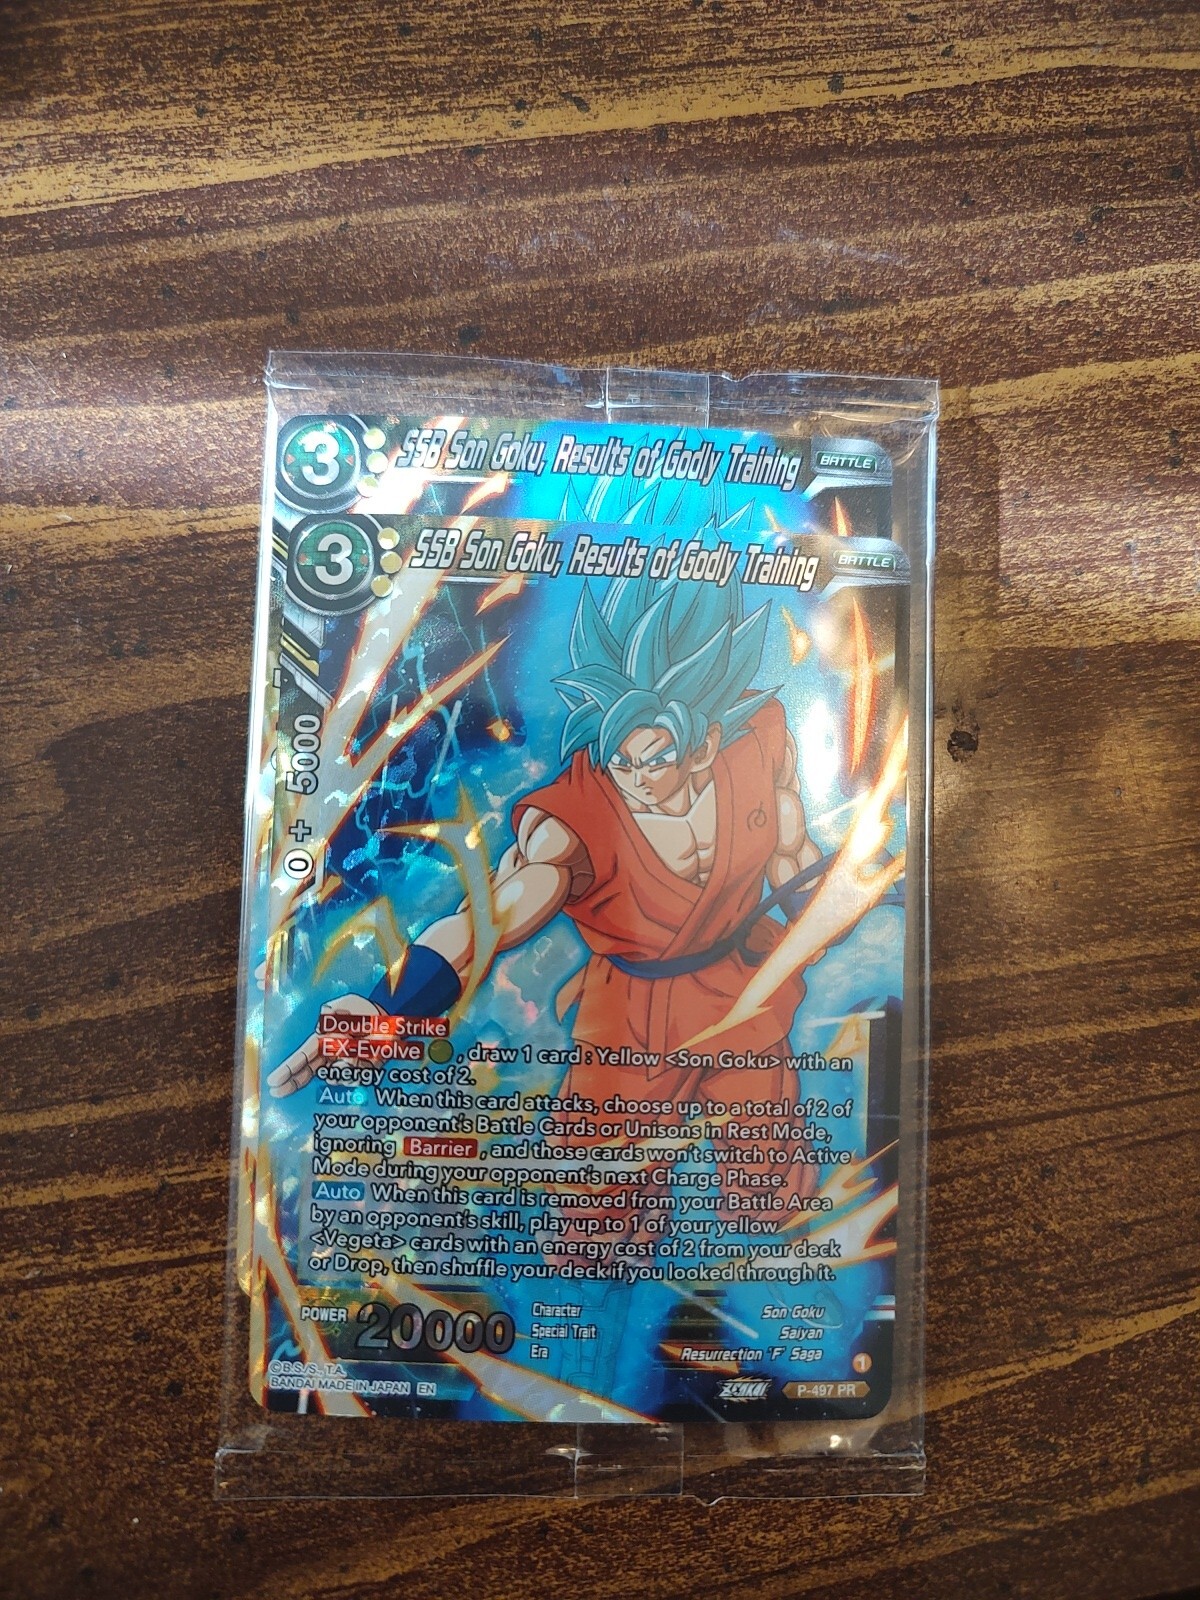 3
SSB Son Goku, Results of Godly Training
BATTLE
3
SSB Son Goku, Results of Godly Training
BATTLE
0 + 5000
Double Strike
EX-Evolve , draw 1 card : Yellow <Son Goku> with an
energy cost of 2.
Auto When this card attacks, choose up to a total of 2 of
your opponent's Battle Cards or Unisons in Rest Mode,
ignoring Barrier , and those cards won't switch to Active
Mode during your opponent's next Charge Phase.
Auto When this card is removed from your Battle Area
by an opponent's skill, play up to 1 of your yellow
<Vegeta> cards with an energy cost of 2 from your deck
or Drop, then shuffle your deck if you looked through it.
POWER 20000
Character Son Goku
Special Trait Saiyan
Era Resurrection 'F' Saga
1
©B.S./S., T.A.
BANDAI MADE IN JAPAN EN
ZENKAI
P-497 PR